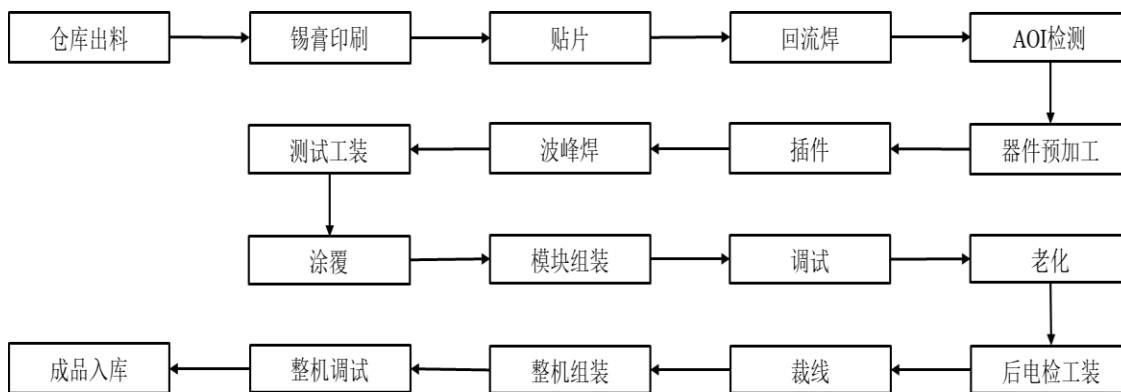 仓库出料
锡膏印刷
贴片
回流焊
AOI检测
器件预加工
插件
波峰焊
测试工装
涂覆
模块组装
调试
老化
后电检工装
裁线
整机组装
整机调试
成品入库